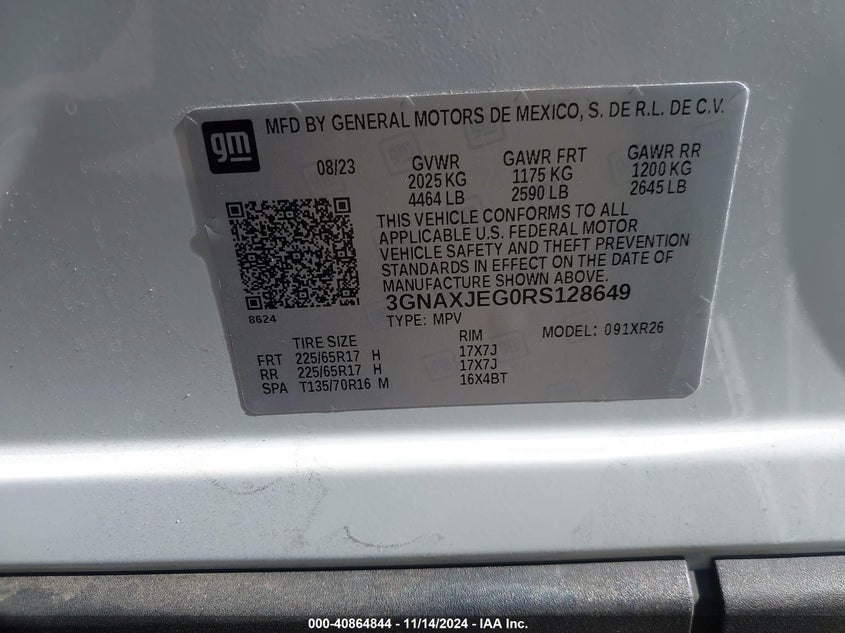 gm
MFD BY GENERAL MOTORS DE MEXICO, S. DE R.L. DE C.V.
08/23 GVWR GAWR FRT GAWR RR
2025 KG 1175 KG 1200 KG
4464 LB 2590 LB 2645 LB
THIS VEHICLE CONFORMS TO ALL
APPLICABLE U.S. FEDERAL MOTOR
VEHICLE SAFETY AND THEFT PREVENTION
STANDARDS IN EFFECT ON THE DATE OF
MANUFACTURE SHOWN ABOVE.
3GNAXJEG0RS128649
8624
TYPE: MPV MODEL: 091XR26
TIRE SIZE RIM
FRT 225/65R17 H 17X7J
RR 225/65R17 H 17X7J
SPA T135/70R16 M 16X4BT
000-40864844 — 11/14/2024 — IAA Inc.